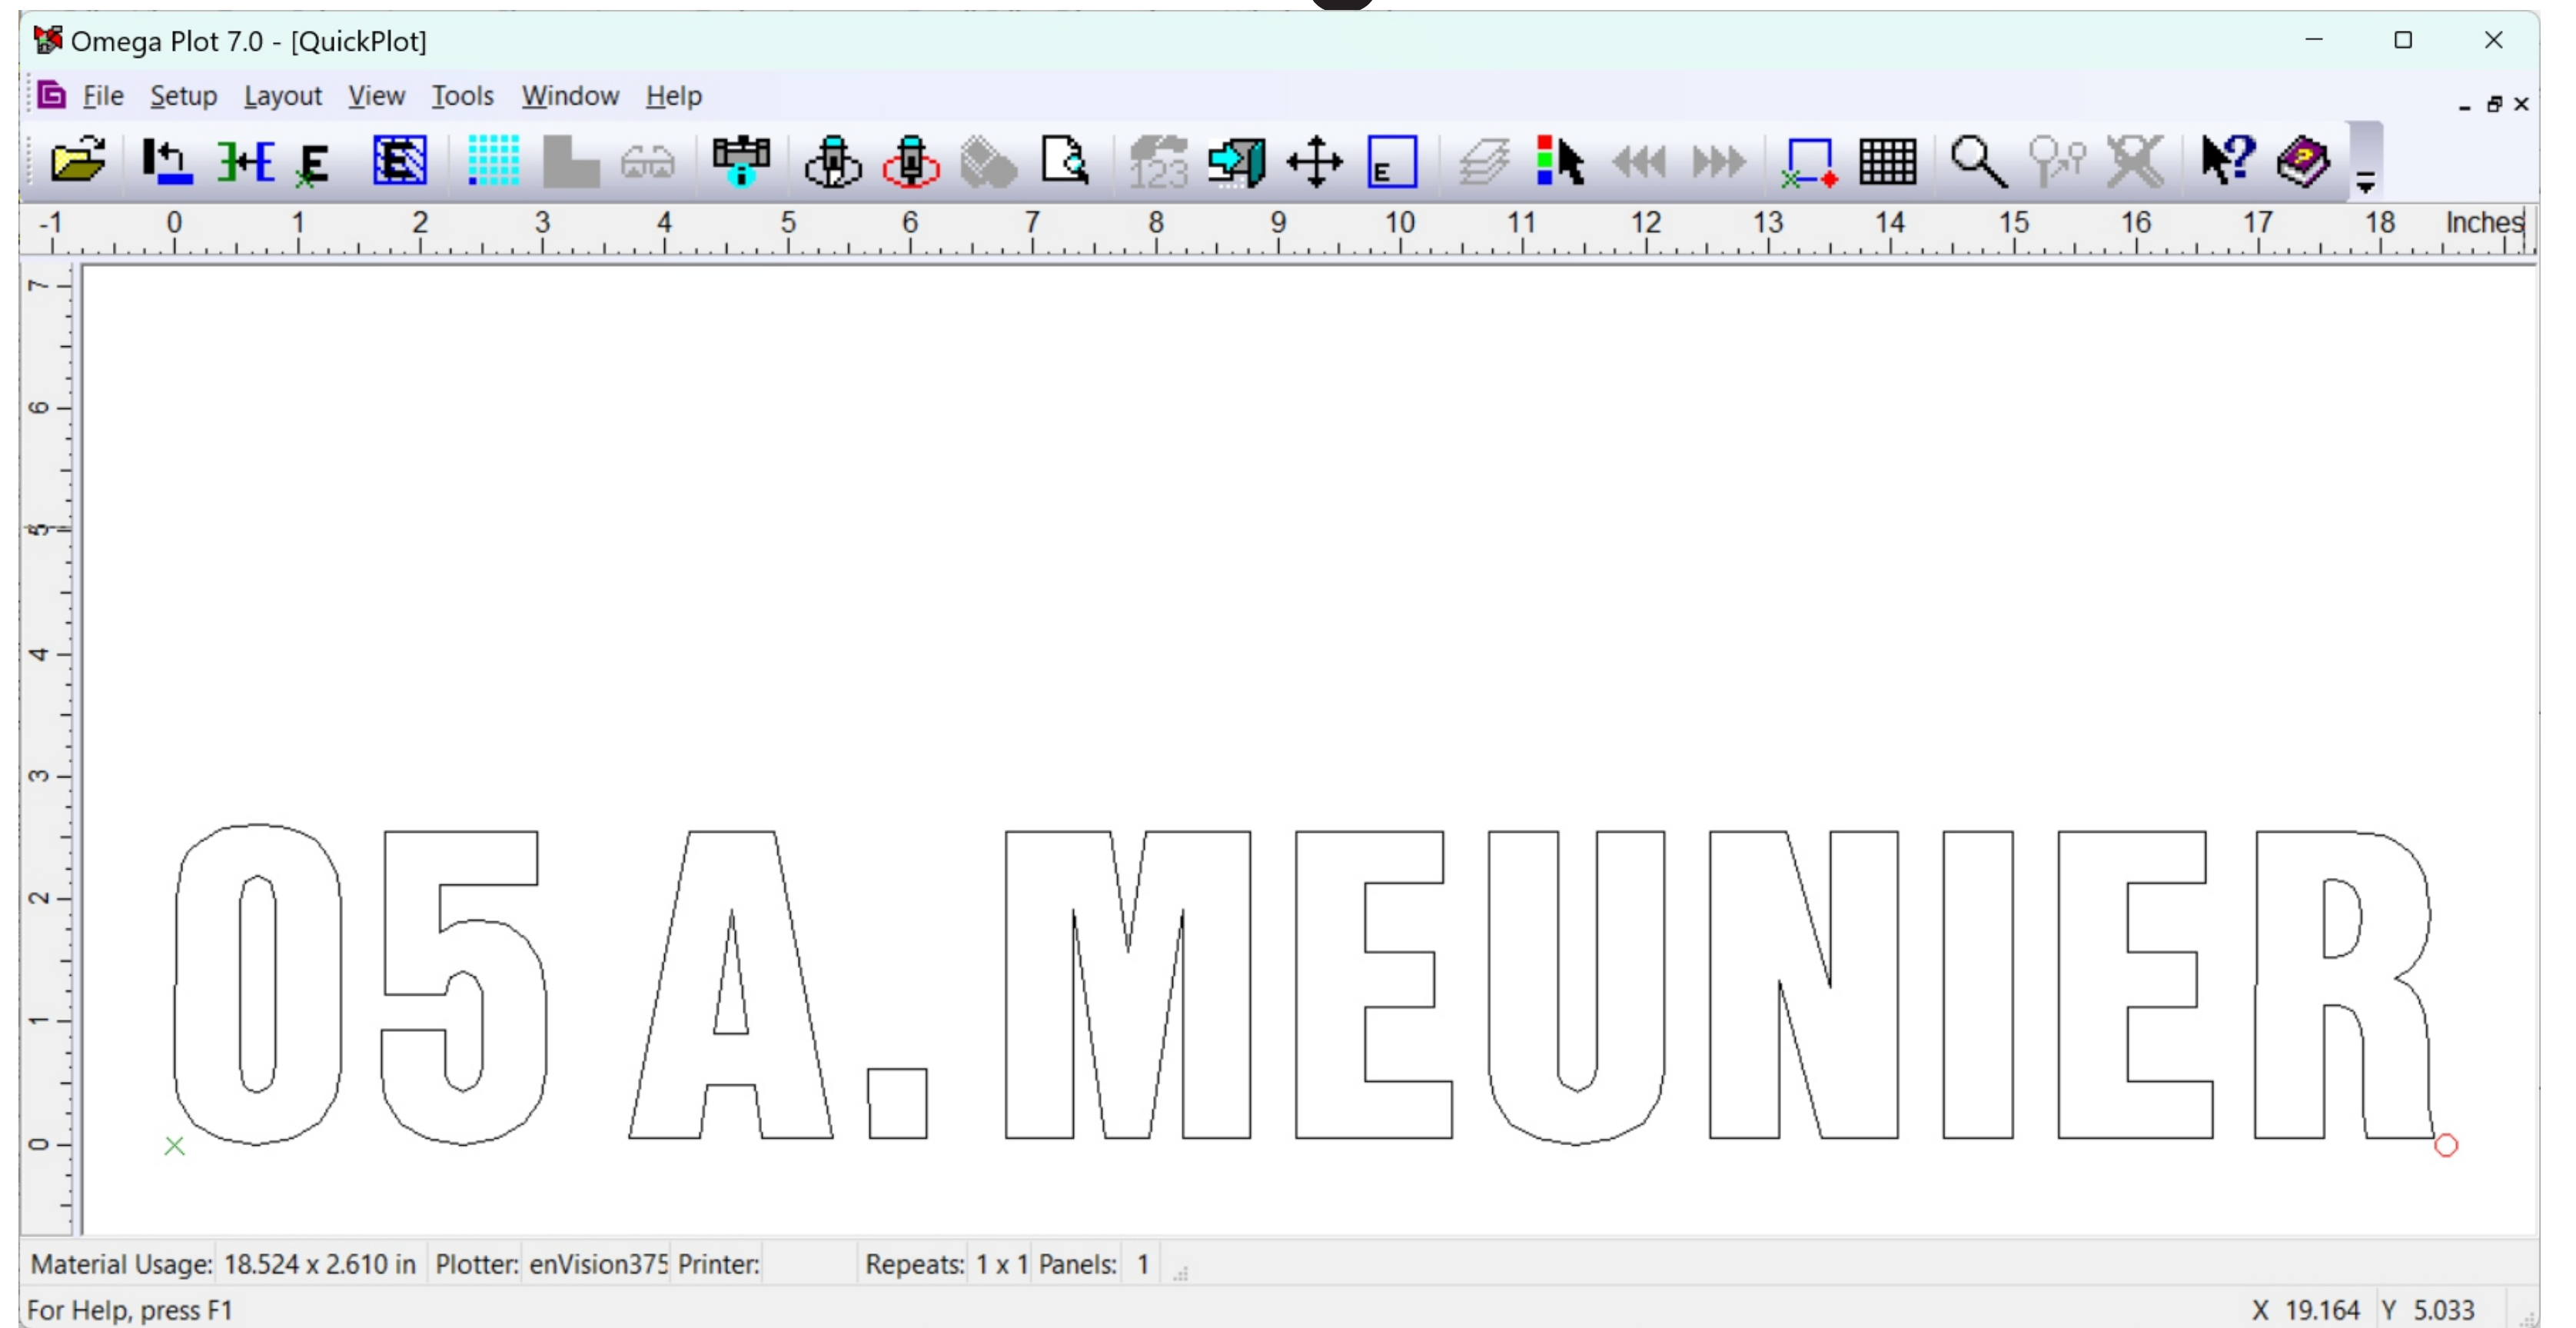 Omega Plot 7.0 - [QuickPlot]
File Setup Layout View Tools Window Help
E E E 123 E ? ?
-1 0 1 2 3 4 5 6 7 8 9 10 11 12 13 14 15 16 17 18 Inches
7
6
5
4
3
2
1
0
05 A. MEUNIER
Material Usage: 18.524 x 2.610 in Plotter: enVision375 Printer: Repeats: 1 x 1 Panels: 1
For Help, press F1 X 19.164 Y 5.033